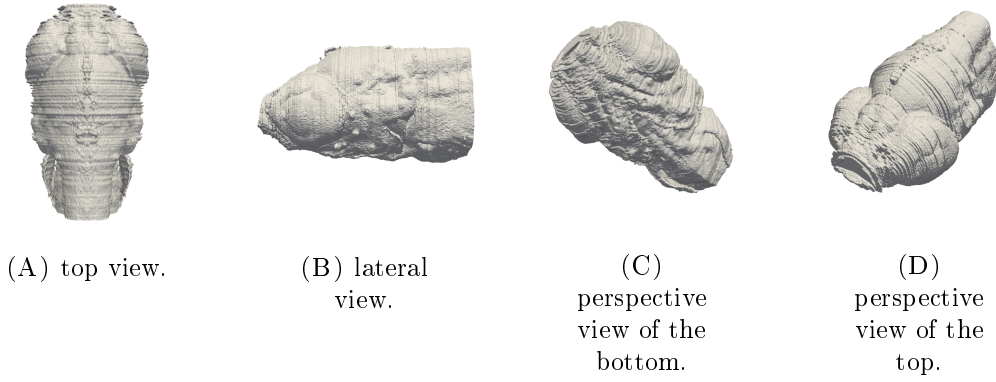 (A) top view.
(B) lateral
view.
(C)
perspective
view of the
bottom.
(D)
perspective
view of the
top.